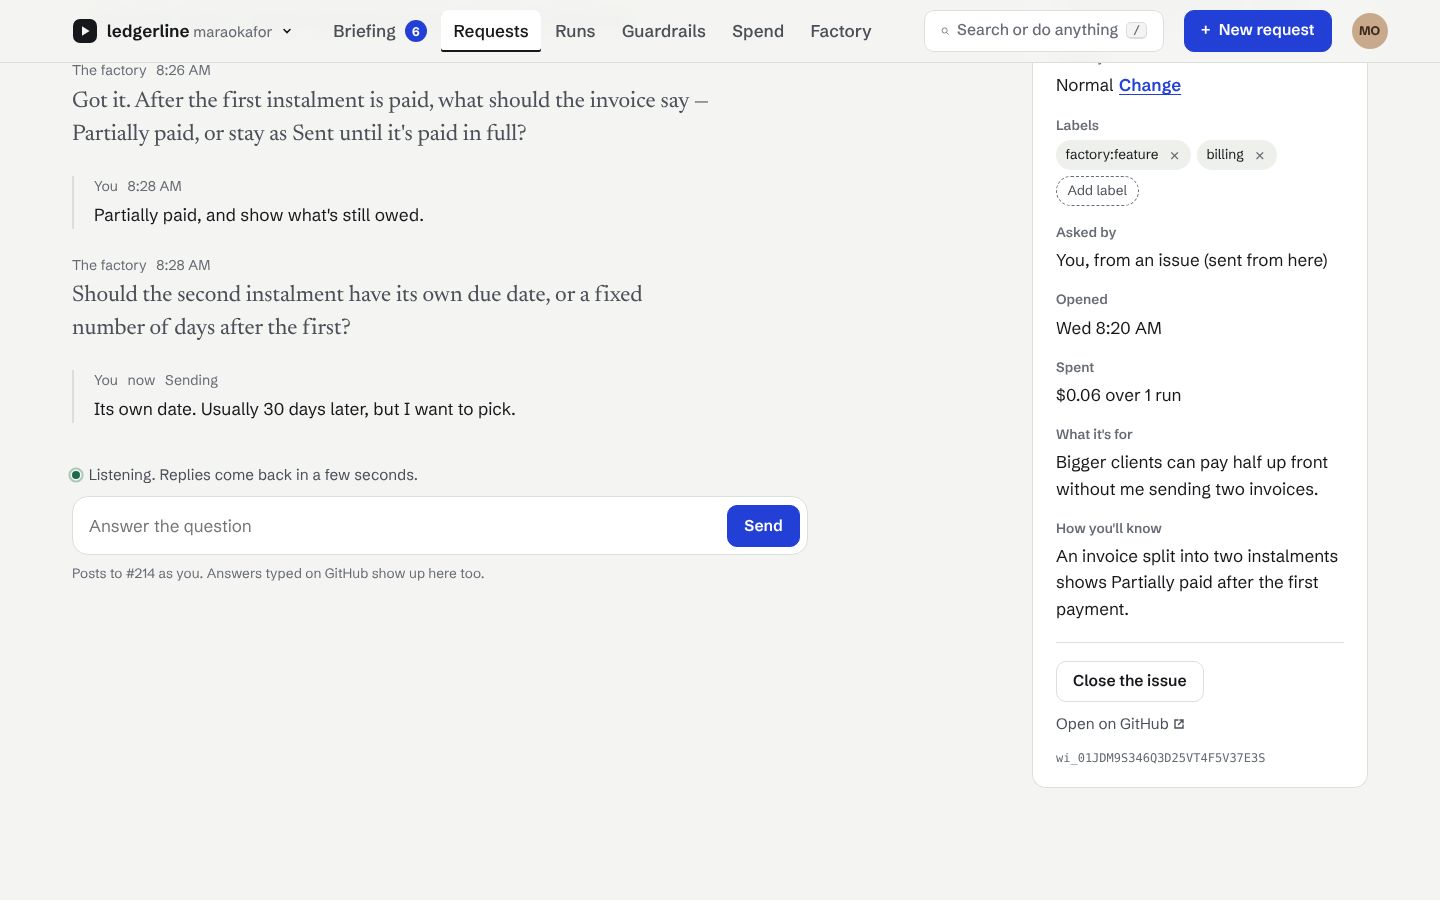 ledgerline maraokafor
Briefing 6
Requests
Runs
Guardrails
Spend
Factory
Search or do anything /
+ New request
MO
The factory 8:26 AM
Got it. After the first instalment is paid, what should the invoice say —
Partially paid, or stay as Sent until it's paid in full?
You 8:28 AM
Partially paid, and show what's still owed.
The factory 8:28 AM
Should the second instalment have its own due date, or a fixed
number of days after the first?
You now Sending
Its own date. Usually 30 days later, but I want to pick.
Listening. Replies come back in a few seconds.
Answer the question
Send
Posts to #214 as you. Answers typed on GitHub show up here too.
Normal Change
Labels
factory:feature × billing ×
Add label
Asked by
You, from an issue (sent from here)
Opened
Wed 8:20 AM
Spent
$0.06 over 1 run
What it's for
Bigger clients can pay half up front
without me sending two invoices.
How you'll know
An invoice split into two instalments
shows Partially paid after the first
payment.
Close the issue
Open on GitHub
wi_01JDM9S346Q3D25VT4F5V37E3S